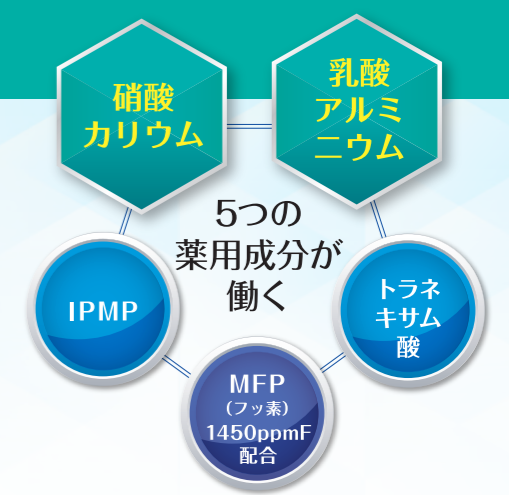 硝酸
カリウム
乳酸
アルミ
ニウム
5つの
薬用成分が
働く
IPMP
トラネ
キサム
酸
MFP
（フッ素）
1450ppmF
配合